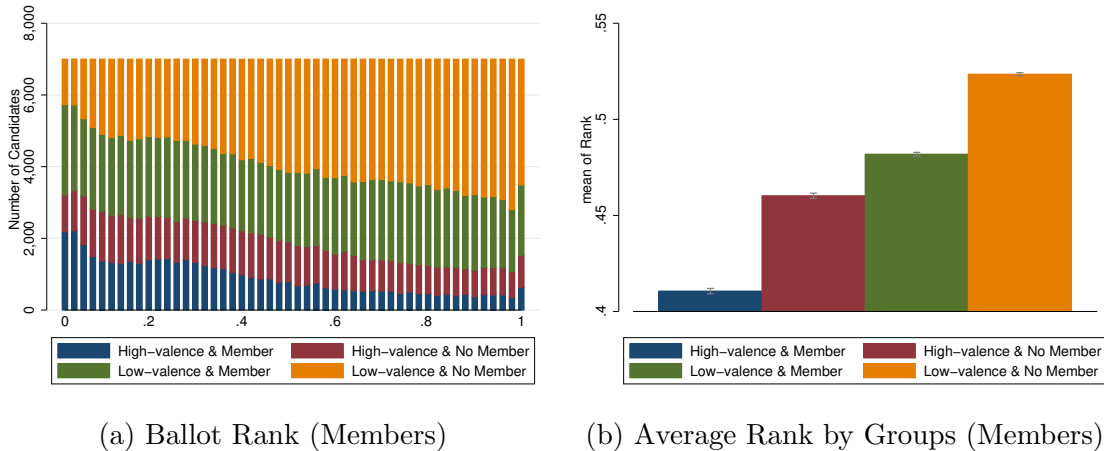 8,000
6,000
4,000
2,000
0
Number of Candidates
0 .2 .4 .6 .8 1
High−valence & Member High−valence & No Member
Low−valence & Member Low−valence & No Member
(a) Ballot Rank (Members)
.55
.5
.45
.4
mean of Rank
High−valence & Member High−valence & No Member
Low−valence & Member Low−valence & No Member
(b) Average Rank by Groups (Members)